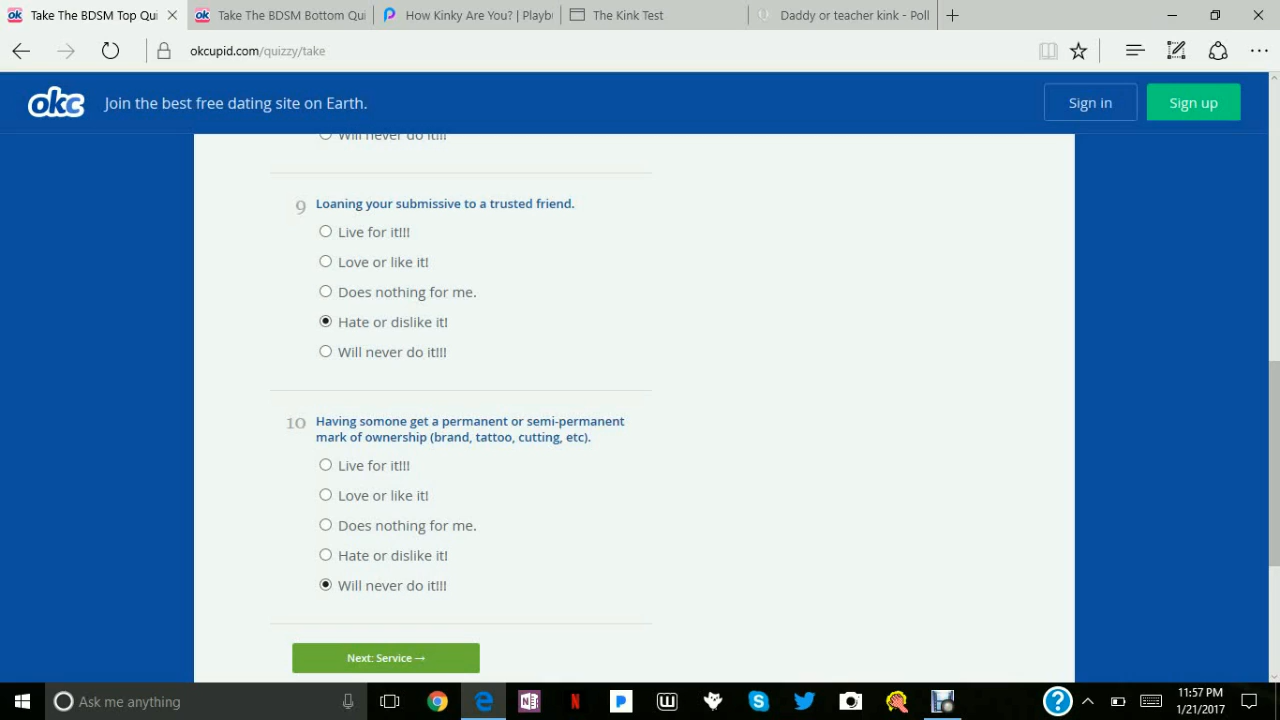 Take The BDSM Top Qui
Take The BDSM Bottom Qui
How Kinky Are You? | Playb
The Kink Test
Daddy or teacher kink - Poll
okcupid.com/quizzy/take
okc
Join the best free dating site on Earth.
Sign in
Sign up
Will never do it!!!
9 Loaning your submissive to a trusted friend.
Live for it!!!
Love or like it!
Does nothing for me.
Hate or dislike it!
Will never do it!!!
10 Having somone get a permanent or semi-permanent
mark of ownership (brand, tattoo, cutting, etc).
Live for it!!!
Love or like it!
Does nothing for me.
Hate or dislike it!
Will never do it!!!
Next: Service →
Ask me anything
11:57 PM
1/21/2017